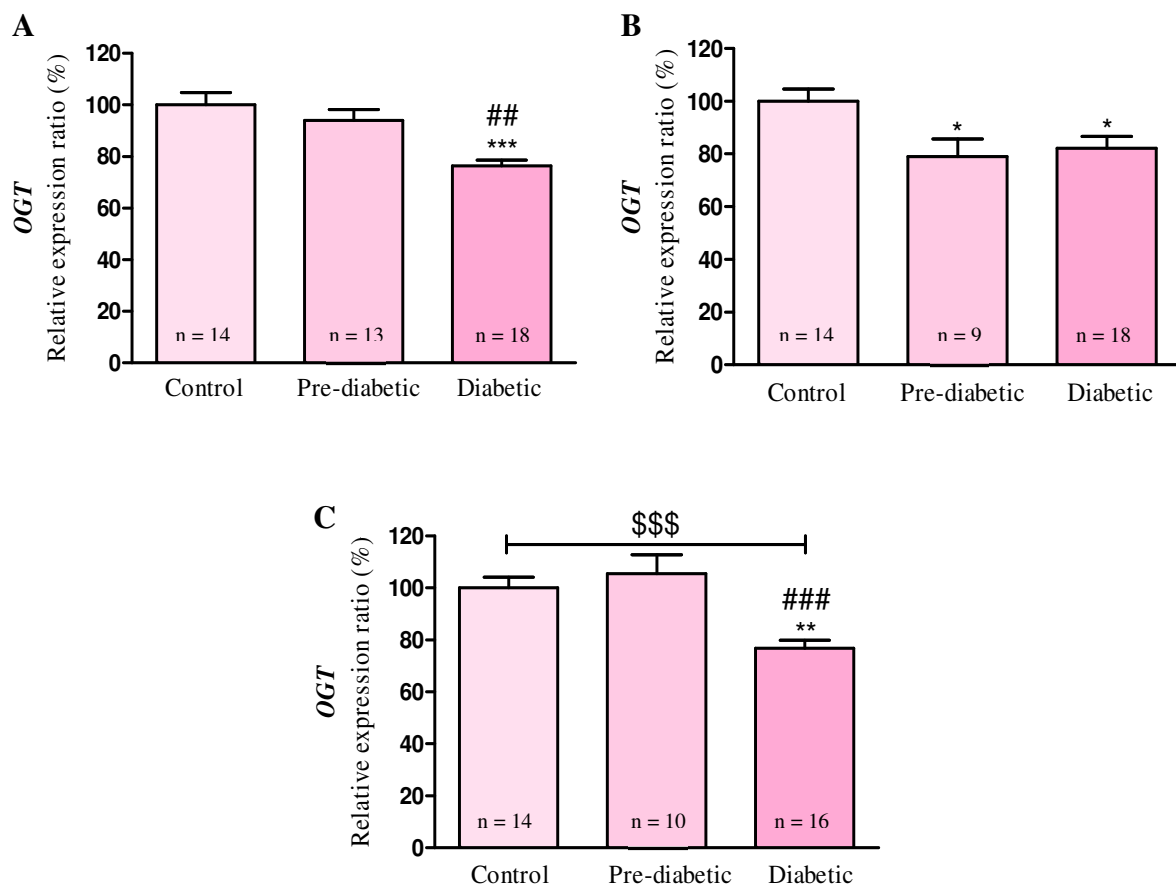 A
OGT
Relative expression ratio (%)
120
100
80
60
40
20
0
##
***
n = 14
n = 13
n = 18
Control
Pre-diabetic
Diabetic
B
OGT
Relative expression ratio (%)
120
100
80
60
40
20
0
*
*
n = 14
n = 9
n = 18
Control
Pre-diabetic
Diabetic
C
OGT
Relative expression ratio (%)
120
100
80
60
40
20
0
$$$
###
**
n = 14
n = 10
n = 16
Control
Pre-diabetic
Diabetic